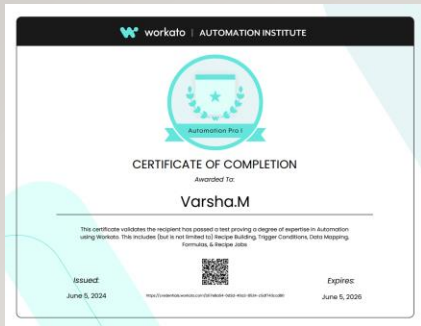 workato | AUTOMATION INSTITUTE
Automation Pro I
CERTIFICATE OF COMPLETION
Awarded To:
Varsha.M
This certificate validates the recipient has passed a test proving a degree of expertise in Automation
using Workato. This includes (but is not limited to) Recipe Building, Trigger Conditions, Data Mapping,
Formulas, & Recipe Jobs
Issued:
Expires:
June 5, 2024
June 5, 2026